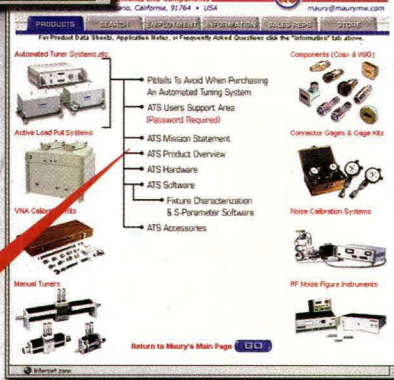 ario, California, 91764 • USA
maury@maurymw.com
PRODUCTS
SEARCH
EMPLOYMENT
INFORMATION
SALES REPS
STORE
For Product Data Sheets, Application Notes, or Frequently Asked Questions click the "Information" tab above.
Automated Tuner Systems, etc.
Active Load Pull Systems
VNA Calibration Kits
Manual Tuners
Pitfalls To Avoid When Purchasing
An Automated Tuning System
ATS Users Support Area
(Password Required)
ATS Mission Statement
ATS Product Overview
ATS Hardware
ATS Software
Fixture Characterization
& S-Parameter Software
ATS Accessories
Components (Coax & W/G)
Connector Gages & Gage Kits
Noise Calibration Systems
RF Noise Figure Instruments
Return to Maury's Main Page GO
Internet zone